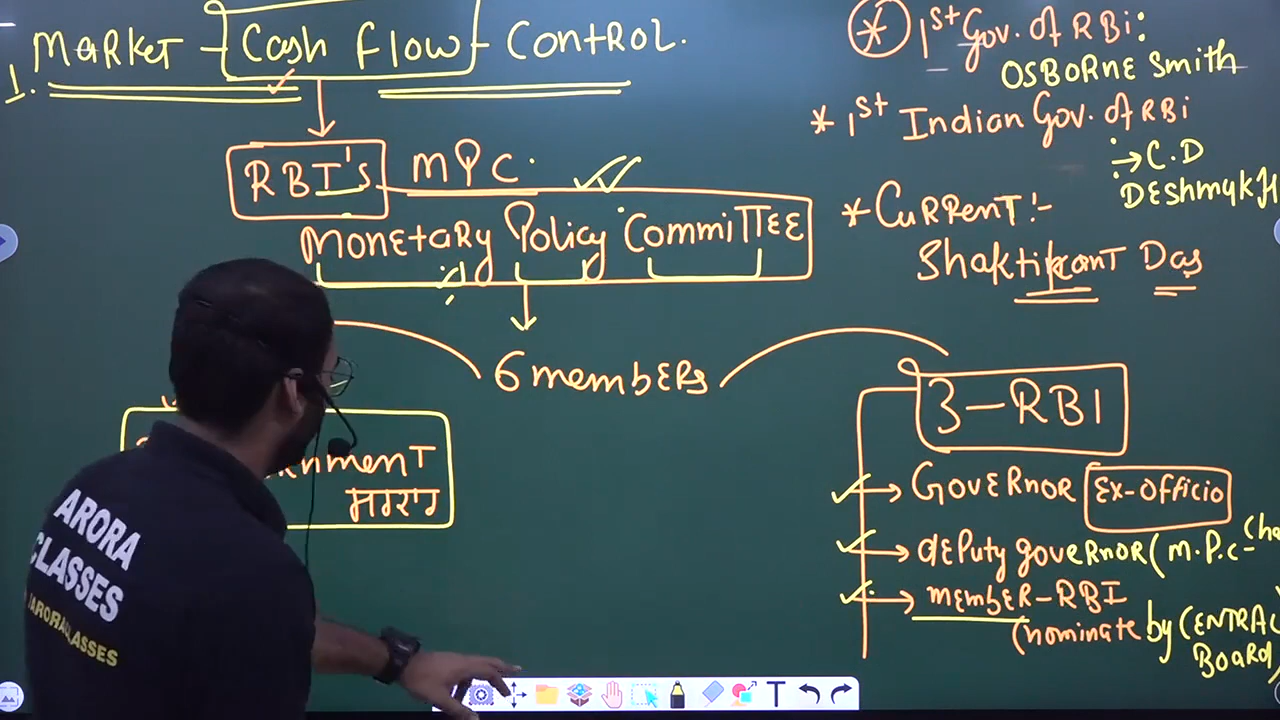 1. MARKET - Cash Flow - CONTROL.
RBI's MPC.
Monetary Policy Committee
6 members
ਸਰਕਾਰ
* 1st Gov. of RBi:
OSBORNE Smith
* 1st Indian Gov. of RBi
:→ C.D
DEshmukH
* CURRENT:-
Shaktikant Das
3-RBI
→ GOVERNOR Ex-officio
→ dEPuty govERNOR (M.P.C-
→ mEMbER-RBI
(nominate by CENTRAL
BOARD)
ARORA
CLASSES